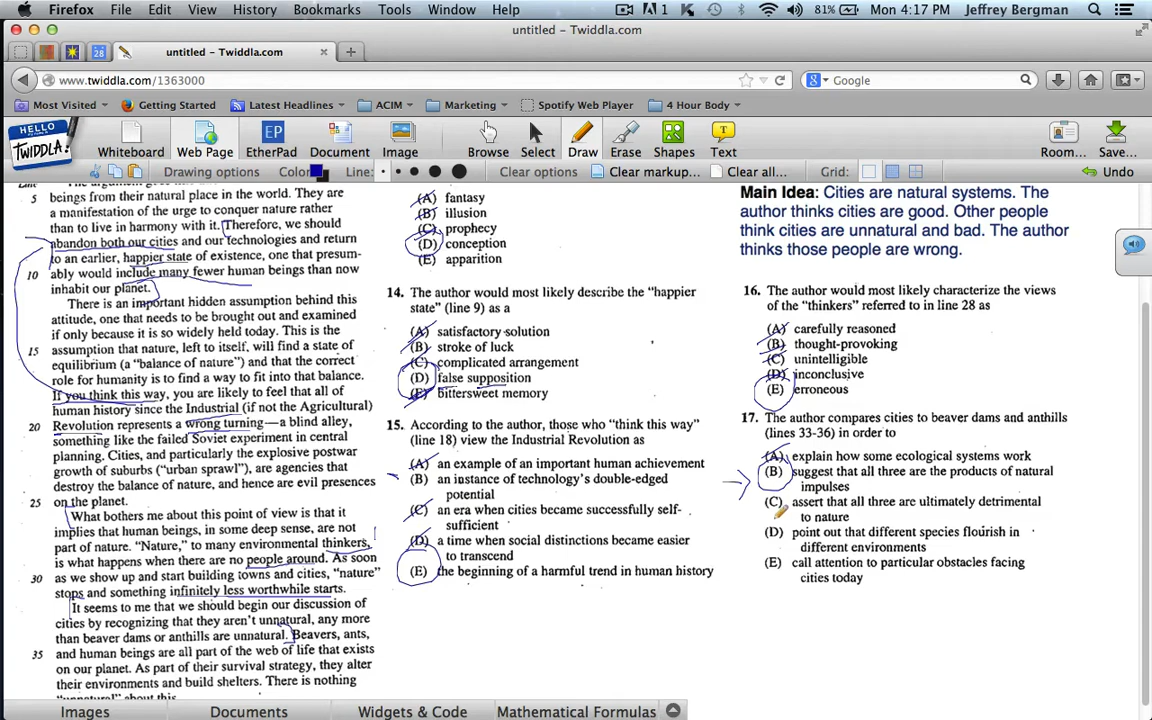 Firefox File Edit View History Bookmarks Tools Window Help 1 81% Mon 4:17 PM Jeffrey Bergman
untitled - Twiddla.com
28 untitled - Twiddla.com
www.twiddla.com/1363000 Google
Most Visited Getting Started Latest Headlines ACIM Marketing Spotify Web Player 4 Hour Body
HELLO
TWIDDLA!
Whiteboard Web Page EP EtherPad Document Image Browse Select Draw Erase Shapes Text Room... Save...
Drawing options Color: Line: Clear options Clear markup... Clear all... Grid: Undo
The argument goes
5 beings from their natural place in the world. They are
a manifestation of the urge to conquer nature rather
than to live in harmony with it. Therefore, we should
abandon both our cities and our technologies and return
to an earlier, happier state of existence, one that presum-
10 ably would include many fewer human beings than now
inhabit our planet.
There is an important hidden assumption behind this
attitude, one that needs to be brought out and examined
if only because it is so widely held today. This is the
15 assumption that nature, left to itself, will find a state of
equilibrium (a "balance of nature") and that the correct
role for humanity is to find a way to fit into that balance.
If you think this way, you are likely to feel that all of
human history since the Industrial (if not the Agricultural)
20 Revolution represents a wrong turning—a blind alley,
something like the failed Soviet experiment in central
planning. Cities, and particularly the explosive postwar
growth of suburbs ("urban sprawl"), are agencies that
destroy the balance of nature, and hence are evil presences
25 on the planet.
What bothers me about this point of view is that it
implies that human beings, in some deep sense, are not
part of nature. "Nature," to many environmental thinkers,
is what happens when there are no people around. As soon
30 as we show up and start building towns and cities, "nature"
stops and something infinitely less worthwhile starts.
It seems to me that we should begin our discussion of
cities by recognizing that they aren't unnatural, any more
than beaver dams or anthills are unnatural. Beavers, ants,
35 and human beings are all part of the web of life that exists
on our planet. As part of their survival strategy, they alter
their environments and build shelters. There is nothing
"unnatural" about this
(A) fantasy
(B) illusion
(C) prophecy
(D) conception
(E) apparition
14. The author would most likely describe the "happier
state" (line 9) as a
(A) satisfactory solution
(B) stroke of luck
(C) complicated arrangement
(D) false supposition
(E) bittersweet memory
15. According to the author, those who "think this way"
(line 18) view the Industrial Revolution as
(A) an example of an important human achievement
(B) an instance of technology's double-edged
potential
(C) an era when cities became successfully self-
sufficient
(D) a time when social distinctions became easier
to transcend
(E) the beginning of a harmful trend in human history
Main Idea: Cities are natural systems. The
author thinks cities are good. Other people
think cities are unnatural and bad. The author
thinks those people are wrong.
16. The author would most likely characterize the views
of the "thinkers" referred to in line 28 as
(A) carefully reasoned
(B) thought-provoking
(C) unintelligible
(D) inconclusive
(E) erroneous
17. The author compares cities to beaver dams and anthills
(lines 33-36) in order to
(A) explain how some ecological systems work
(B) suggest that all three are the products of natural
impulses
(C) assert that all three are ultimately detrimental
to nature
(D) point out that different species flourish in
different environments
(E) call attention to particular obstacles facing
cities today
Images Documents Widgets & Code Mathematical Formulas